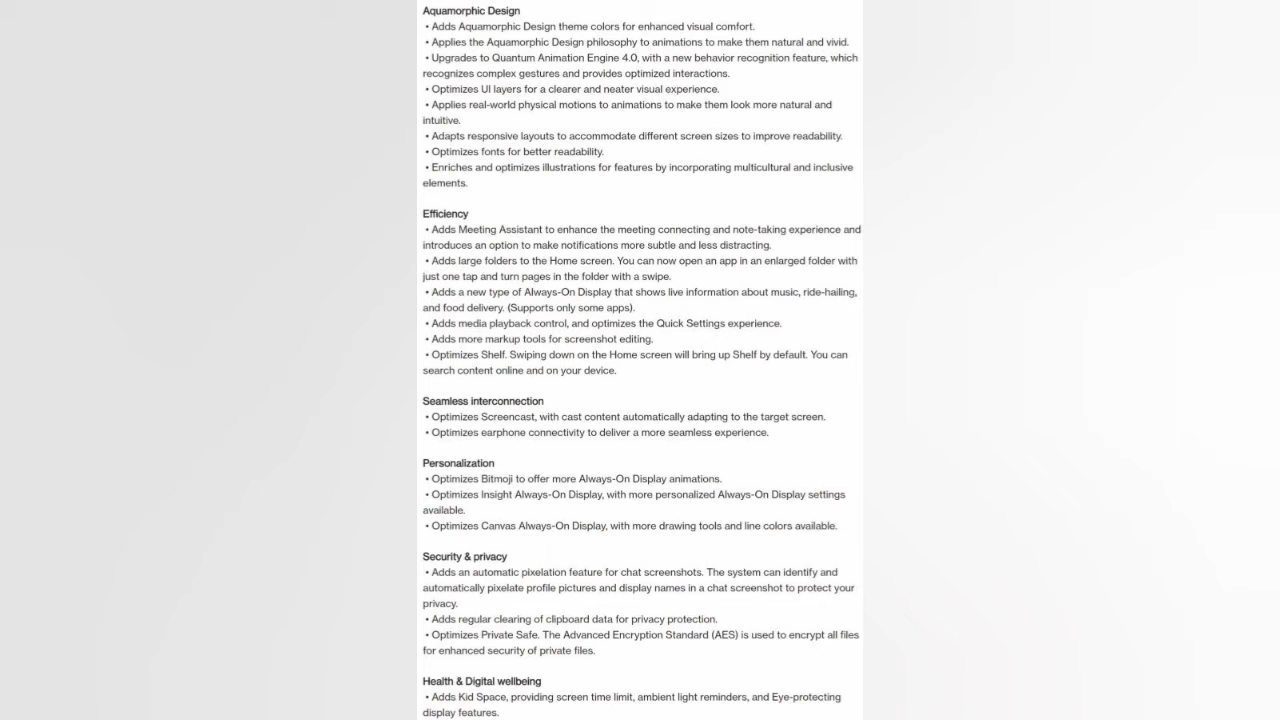 Aquamorphic Design
• Adds Aquamorphic Design theme colors for enhanced visual comfort.
• Applies the Aquamorphic Design philosophy to animations to make them natural and vivid.
• Upgrades to Quantum Animation Engine 4.0, with a new behavior recognition feature, which
recognizes complex gestures and provides optimized interactions.
• Optimizes UI layers for a clearer and neater visual experience.
• Applies real-world physical motions to animations to make them look more natural and
intuitive.
• Adapts responsive layouts to accommodate different screen sizes to improve readability.
• Optimizes fonts for better readability.
• Enriches and optimizes illustrations for features by incorporating multicultural and inclusive
elements.
Efficiency
• Adds Meeting Assistant to enhance the meeting connecting and note-taking experience and
introduces an option to make notifications more subtle and less distracting.
• Adds large folders to the Home screen. You can now open an app in an enlarged folder with
just one tap and turn pages in the folder with a swipe.
• Adds a new type of Always-On Display that shows live information about music, ride-hailing,
and food delivery. (Supports only some apps).
• Adds media playback control, and optimizes the Quick Settings experience.
• Adds more markup tools for screenshot editing.
• Optimizes Shelf. Swiping down on the Home screen will bring up Shelf by default. You can
search content online and on your device.
Seamless interconnection
• Optimizes Screencast, with cast content automatically adapting to the target screen.
• Optimizes earphone connectivity to deliver a more seamless experience.
Personalization
• Optimizes Bitmoji to offer more Always-On Display animations.
• Optimizes Insight Always-On Display, with more personalized Always-On Display settings
available.
• Optimizes Canvas Always-On Display, with more drawing tools and line colors available.
Security & privacy
• Adds an automatic pixelation feature for chat screenshots. The system can identify and
automatically pixelate profile pictures and display names in a chat screenshot to protect your
privacy.
• Adds regular clearing of clipboard data for privacy protection.
• Optimizes Private Safe. The Advanced Encryption Standard (AES) is used to encrypt all files
for enhanced security of private files.
Health & Digital wellbeing
• Adds Kid Space, providing screen time limit, ambient light reminders, and Eye-protecting
display features.